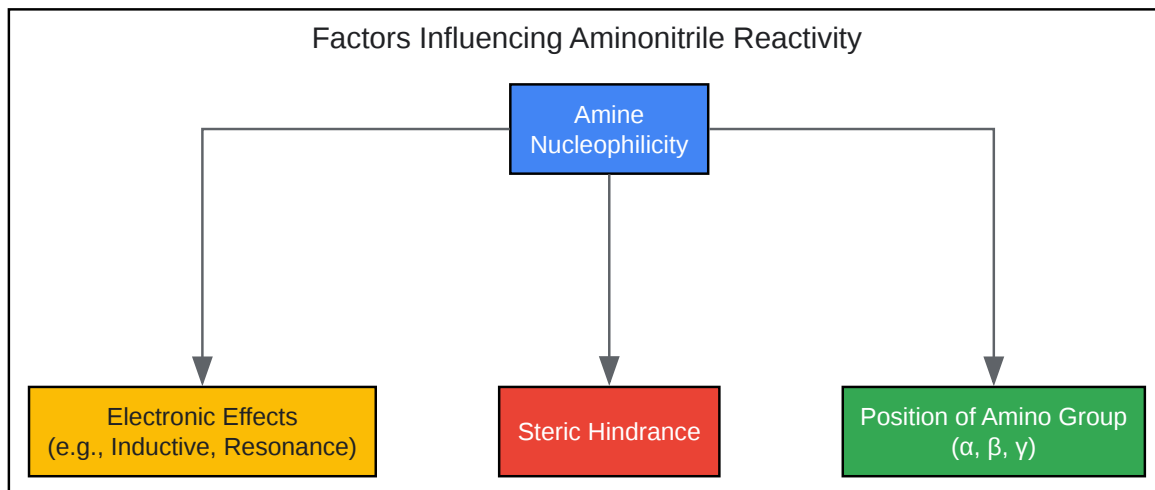 Factors Influencing Aminonitrile Reactivity
Amine
Nucleophilicity
Electronic Effects
(e.g., Inductive, Resonance)
Steric Hindrance
Position of Amino Group
(α, β, γ)